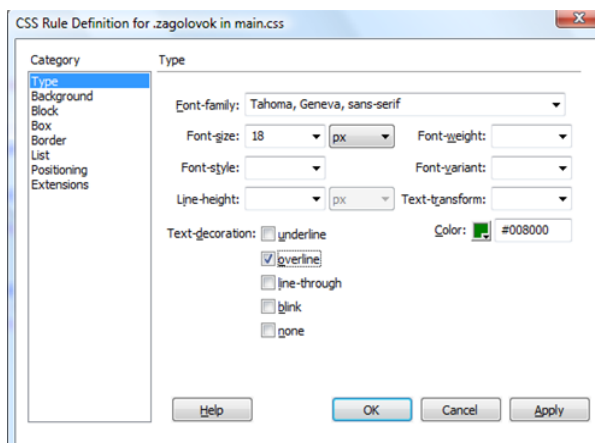 CSS Rule Definition for .zagolovok in main.css
Category
Type
Background
Block
Box
Border
List
Positioning
Extensions
Type
Font-family: Tahoma, Geneva, sans-serif
Font-size: 18 px Font-weight:
Font-style: Font-variant:
Line-height: px Text-transform:
Text-decoration: underline Color: #008000
overline
line-through
blink
none
Help OK Cancel Apply